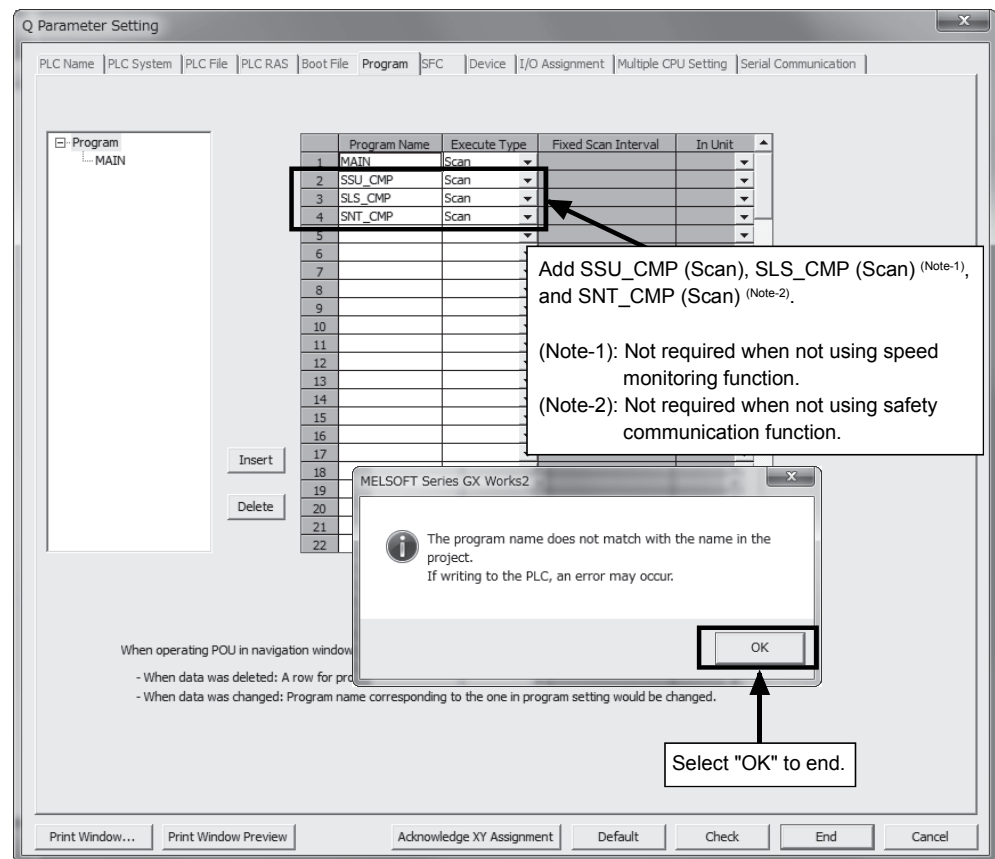 Q Parameter Setting
PLC Name PLC System PLC File PLC RAS Boot File Program SFC Device I/O Assignment Multiple CPU Setting Serial Communication
Program
MAIN
Program Name Execute Type Fixed Scan Interval In Unit
1 MAIN Scan
2 SSU_CMP Scan
3 SLS_CMP Scan
4 SNT_CMP Scan
5
6
7
8
9
10
11
12
13
14
15
16
17
18
19
20
21
22
Add SSU_CMP (Scan), SLS_CMP (Scan) (Note-1),
and SNT_CMP (Scan) (Note-2).
(Note-1): Not required when not using speed
monitoring function.
(Note-2): Not required when not using safety
communication function.
Insert
Delete
MELSOFT Series GX Works2
The program name does not match with the name in the
project.
If writing to the PLC, an error may occur.
OK
When operating POU in navigation window
- When data was deleted: A row for
- When data was changed: Program name corresponding to the one in program setting would be changed.
Select "OK" to end.
Print Window... Print Window Preview Acknowledge XY Assignment Default Check End Cancel